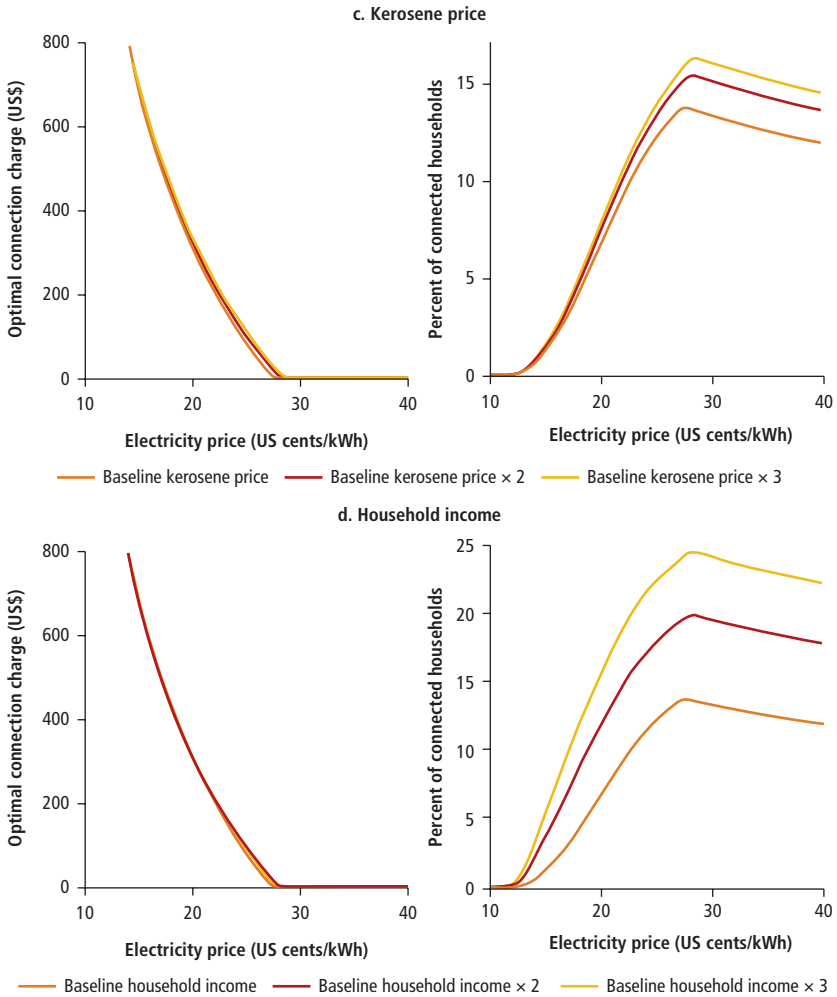 c. Kerosene price
800
600
400
200
0
10 20 30 40
Optimal connection charge (US$)
Electricity price (US cents/kWh)
15
10
5
0
10 20 30 40
Percent of connected households
Electricity price (US cents/kWh)
Baseline kerosene price Baseline kerosene price × 2 Baseline kerosene price × 3
d. Household income
800
600
400
200
0
10 20 30 40
Optimal connection charge (US$)
Electricity price (US cents/kWh)
25
20
15
10
5
0
10 20 30 40
Percent of connected households
Electricity price (US cents/kWh)
Baseline household income Baseline household income × 2 Baseline household income × 3